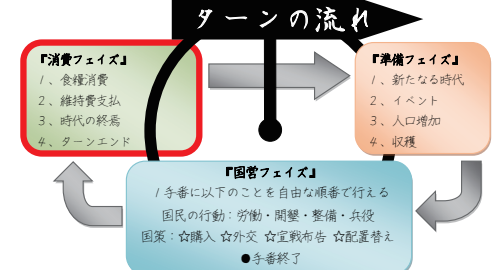 ターンの流れ
『消費フェイズ』
1、食糧消費
2、維持費支払
3、時代の終焉
4、ターンエンド
『準備フェイズ』
1、新たなる時代
2、イベント
3、人口増加
4、収穫
『国営フェイズ』
1手番に以下のことを自由な順番で行える
国民の行動：労働・開墾・整備・兵役
国策：☆購入 ☆外交 ☆宣戦布告 ☆配置替え
●手番終了